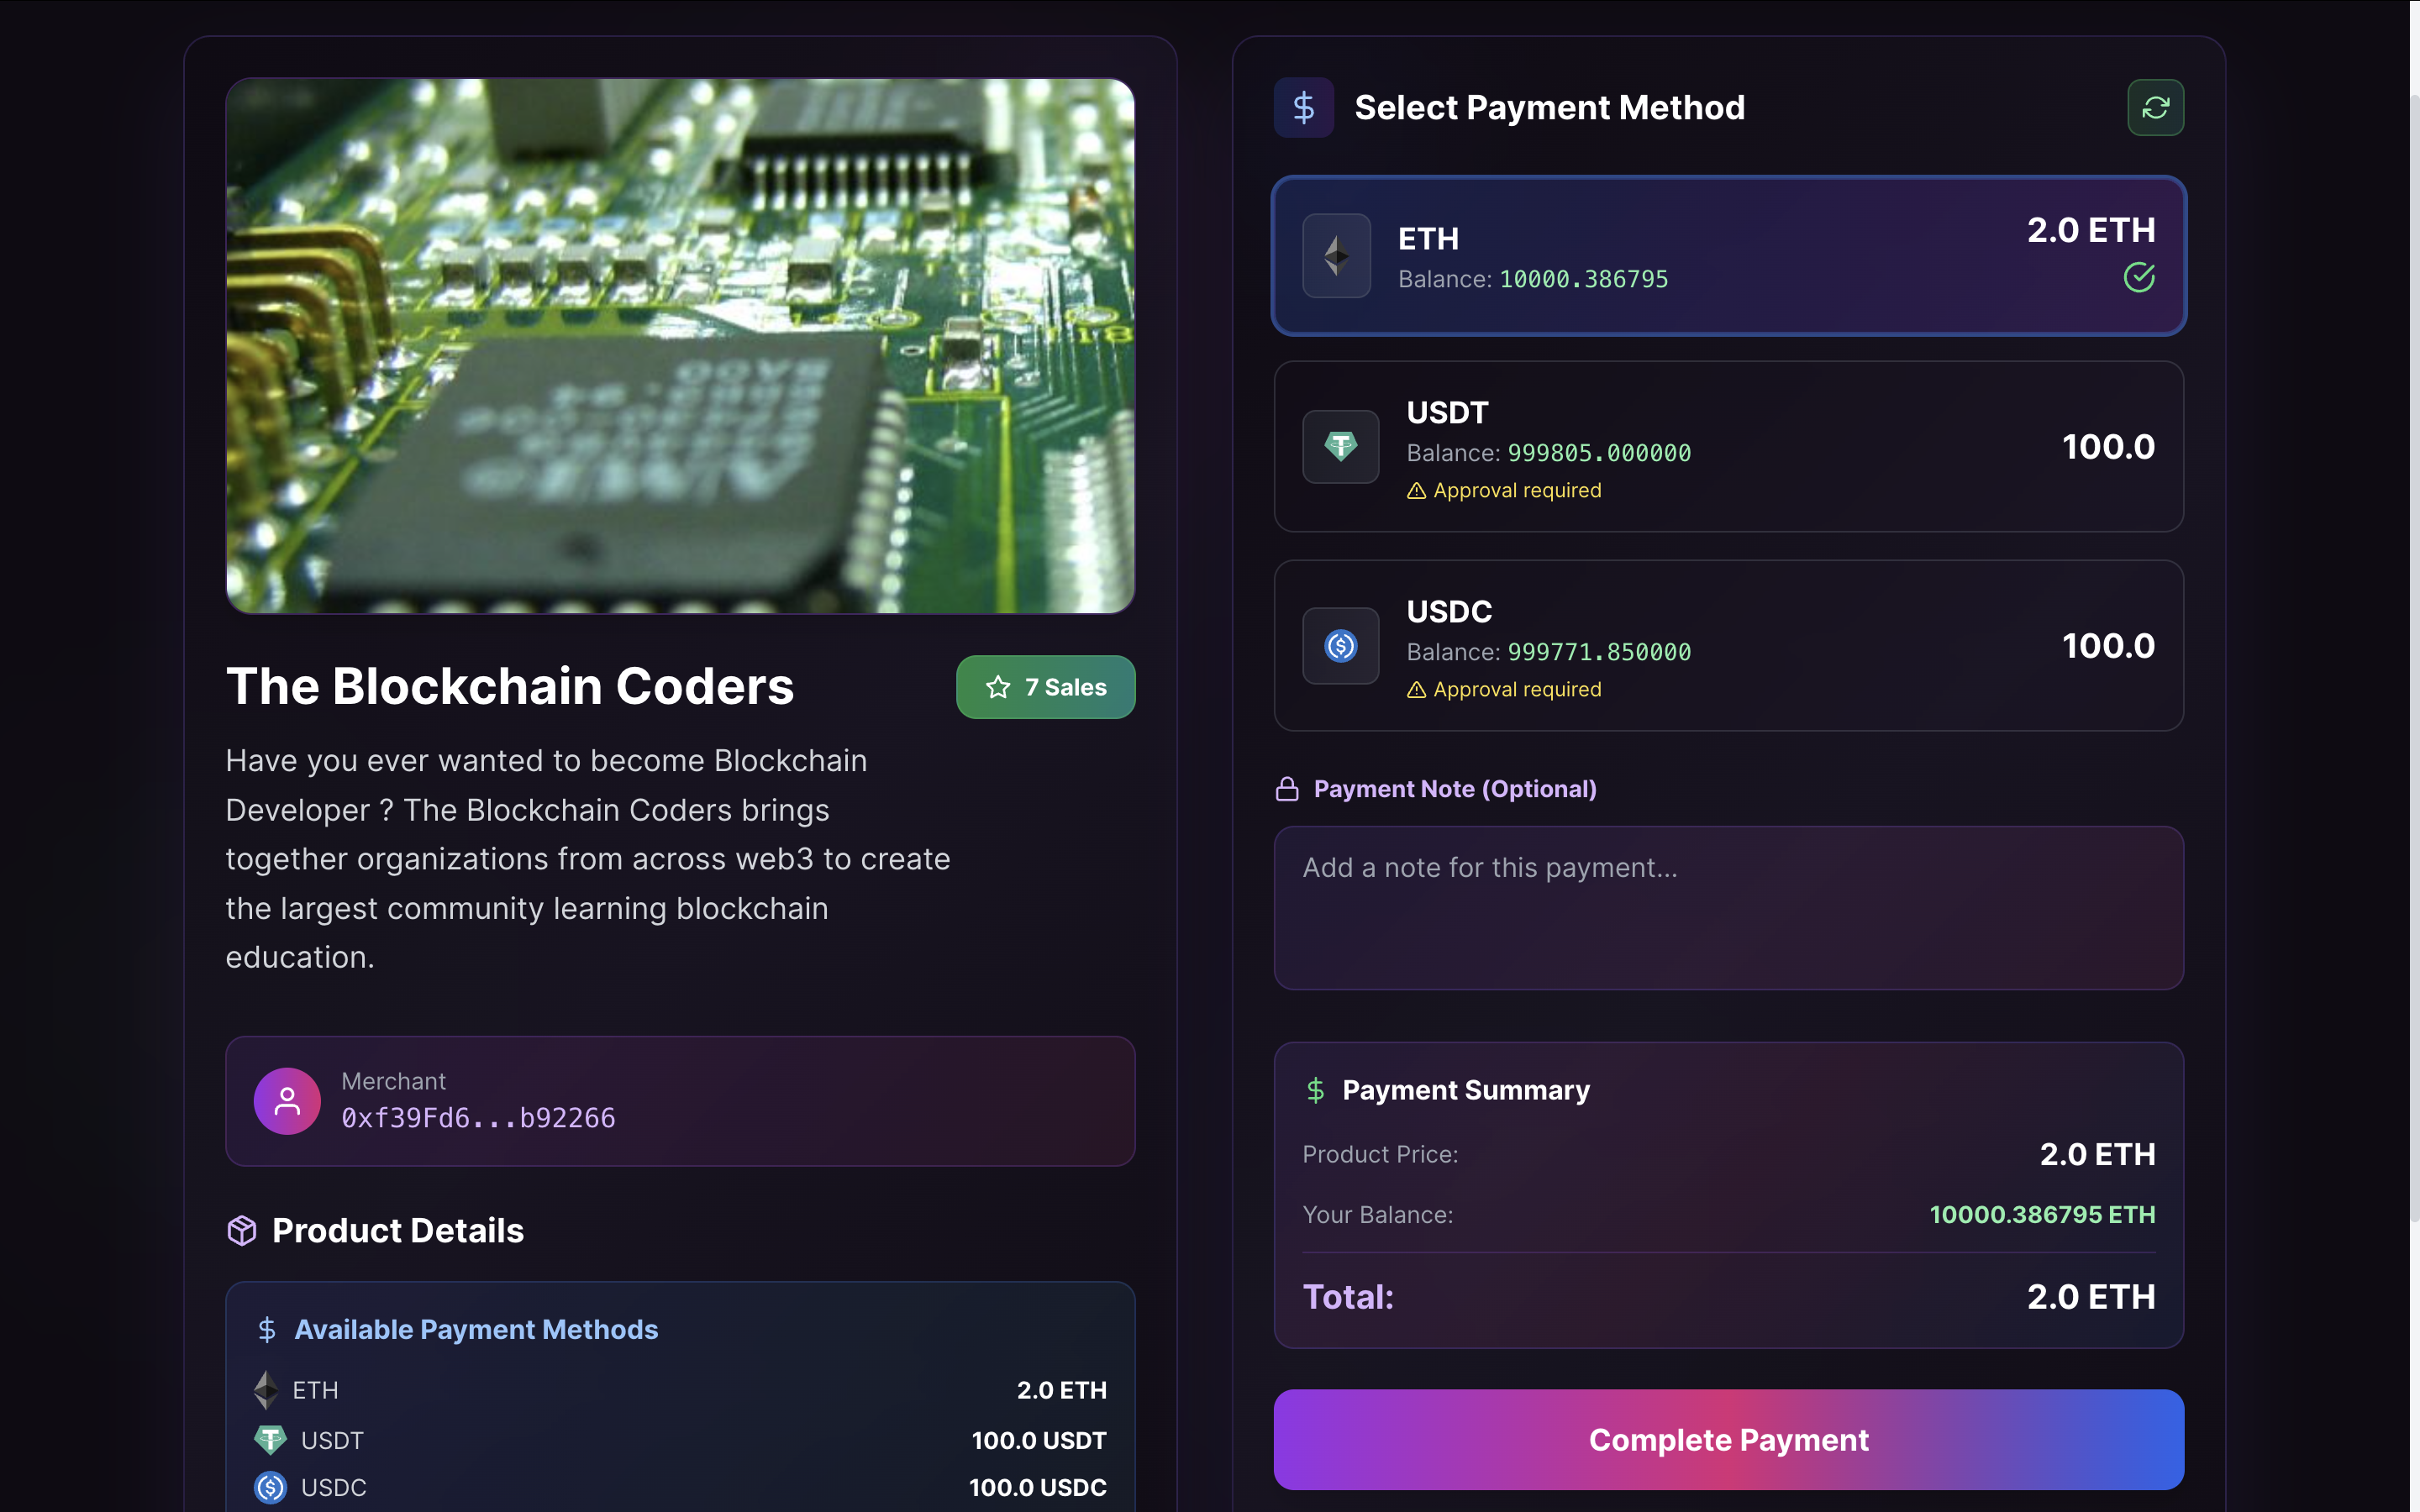 The Blockchain Coders
7 Sales
Have you ever wanted to become Blockchain
Developer ? The Blockchain Coders brings
together organizations from across web3 to create
the largest community learning blockchain
education.
Merchant
0xf39Fd6...b92266
Product Details
Available Payment Methods
ETH 2.0 ETH
USDT 100.0 USDT
USDC 100.0 USDC
Select Payment Method
ETH
Balance: 10000.386795
2.0 ETH
USDT
Balance: 999805.000000
Approval required
100.0
USDC
Balance: 999771.850000
Approval required
100.0
Payment Note (Optional)
Add a note for this payment...
Payment Summary
Product Price: 2.0 ETH
Your Balance: 10000.386795 ETH
Total: 2.0 ETH
Complete Payment